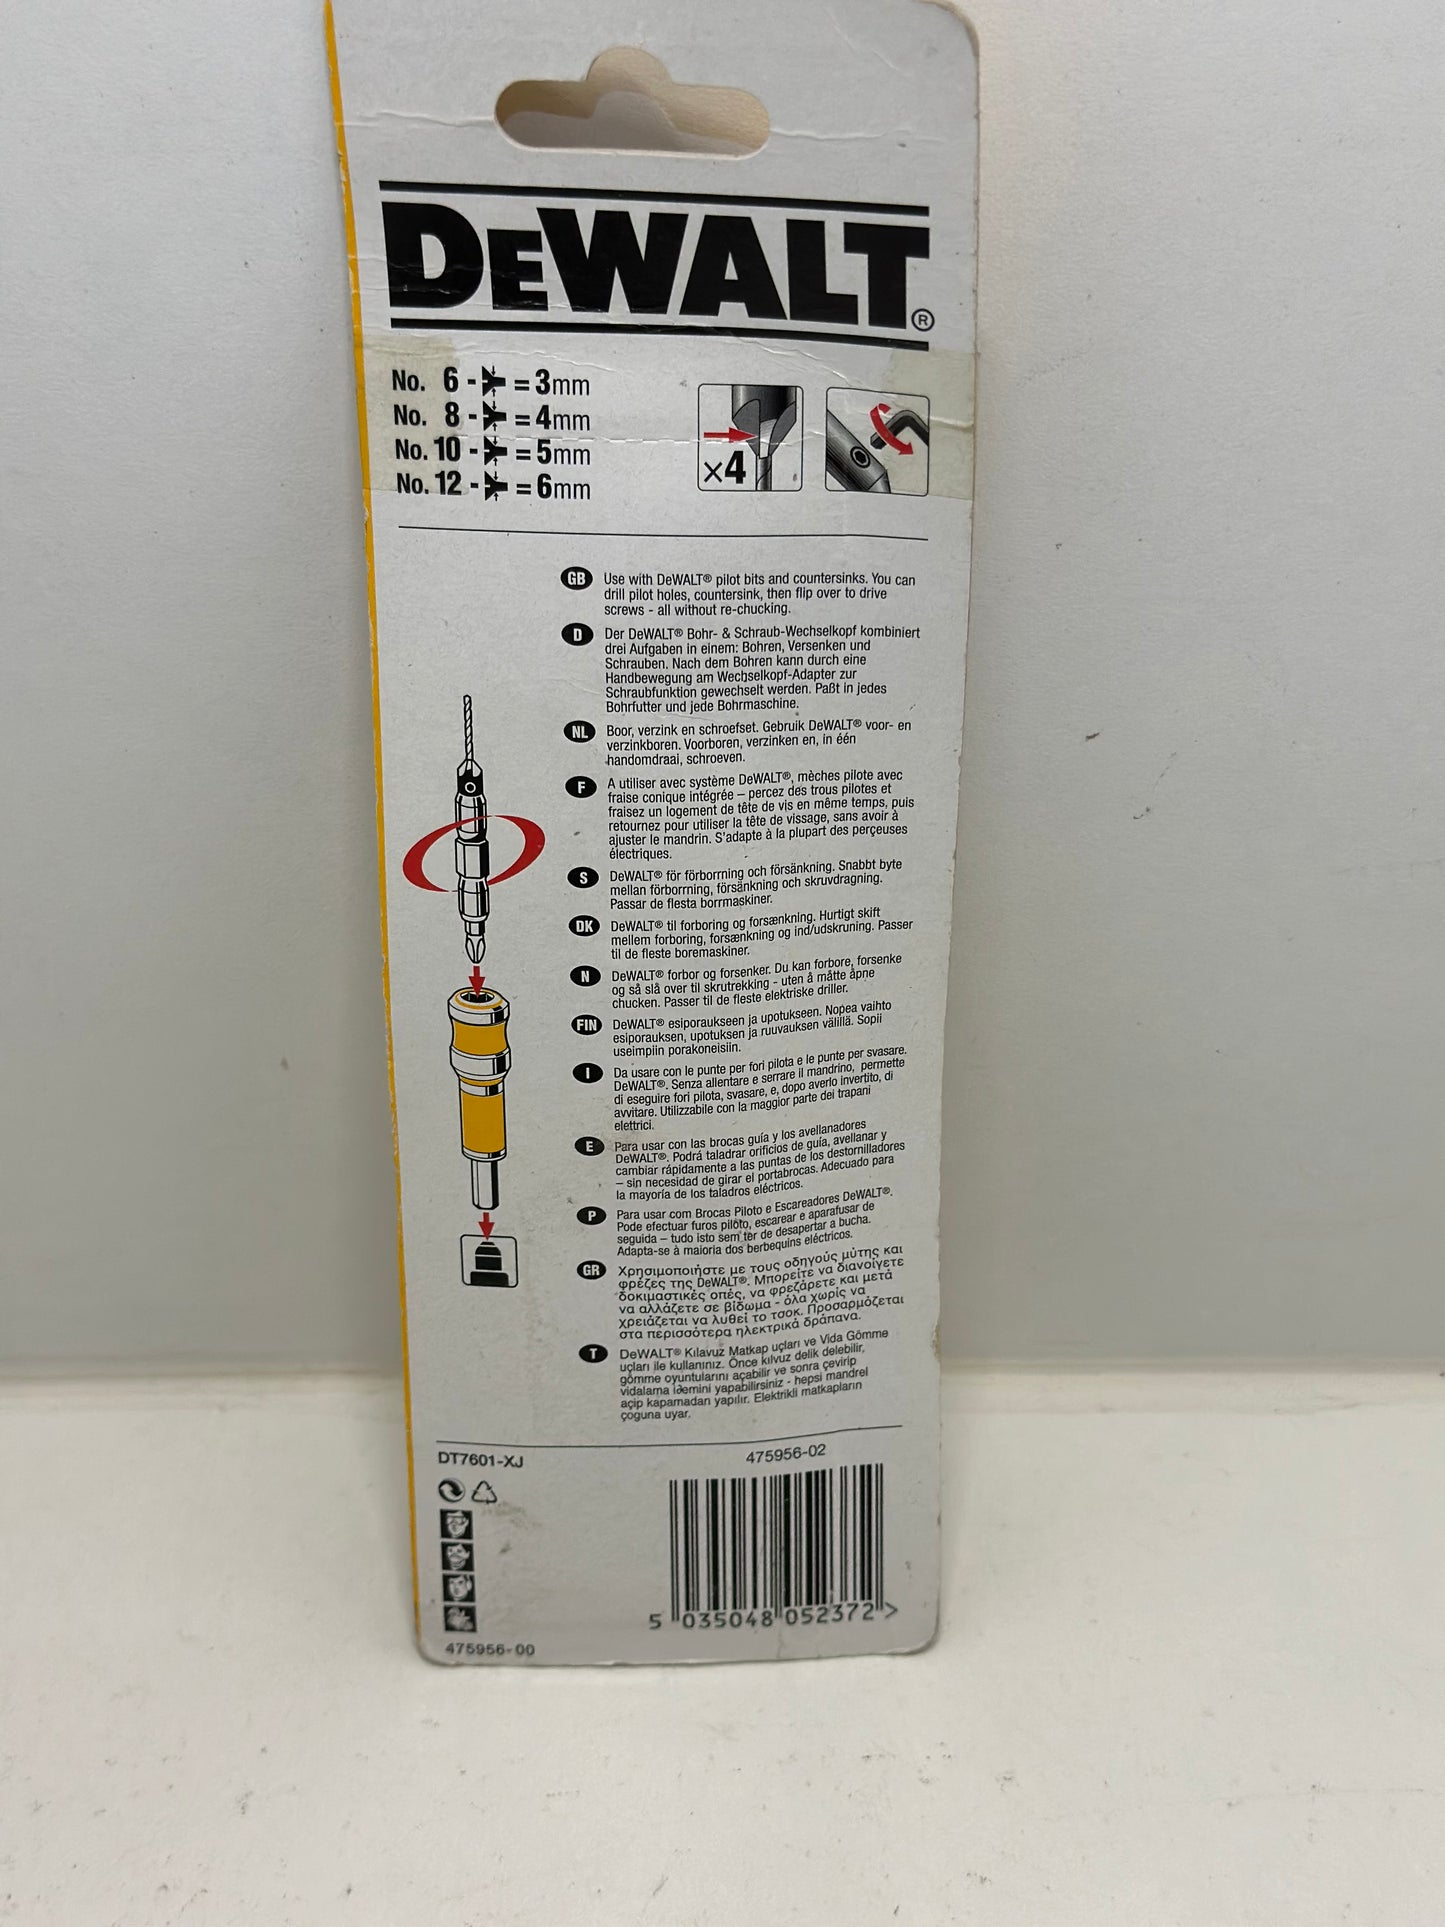 DEWALT®
No. 6 - = 3mm
No. 8 - = 4mm
No. 10 - = 5mm
No. 12 - = 6mm
x4
GB Use with DeWALT® pilot bits and countersinks. You can
drill pilot holes, countersink, then flip over to drive
screws - all without re-chucking.
D Der DeWALT® Bohr- & Schraub-Wechselkopf kombiniert
drei Aufgaben in einem: Bohren, Versenken und
Schrauben. Nach dem Bohren kann durch eine
Handbewegung am Wechselkopf-Adapter zur
Schraubfunktion gewechselt werden. Paßt in jedes
Bohrfutter und jede Bohrmaschine.
NL Boor, verzink en schroefset. Gebruik DeWALT® voor- en
verzinkboren. Voorboren, verzinken en, in één
handomdraai, schroeven.
F A utiliser avec système DeWALT®, mèches pilote avec
fraise conique intégrée – percez des trous pilotes et
fraisez un logement de tête de vis en même temps, puis
retournez pour utiliser la tête de vissage, sans avoir à
ajuster le mandrin. S'adapte à la plupart des perçeuses
électriques.
S DeWALT® för förborrning och försänkning. Snabbt byte
mellan förborrning, försänkning och skruvdragning.
Passar de flesta borrmaskiner.
DK DeWALT® til forboring og forsænkning. Hurtigt skift
mellem forboring, forsænkning og ind/udskruning. Passer
til de fleste boremaskiner.
N DeWALT® forbor og forsenker. Du kan forbore, forsenke
og så slå over til skrutrekking - uten å måtte åpne
chucken. Passer til de fleste elektriske driller.
FIN DeWALT® esiporaukseen ja upotukseen. Nopea vaihto
esiporauksen, upotuksen ja ruuvauksen välillä. Sopii
useimpiin porakoneisiin.
I Da usare con le punte per fori pilota e le punte per svasare.
DeWALT®. Senza allentare e serrare il mandrino, permette
di eseguire fori pilota, svasare, e, dopo averlo invertito, di
avvitare. Utilizzabile con la maggior parte dei trapani
elettrici.
E Para usar con las brocas guía y los avellanadores
DeWALT®. Podrá taladrar orificios de guía, avellanar y
cambiar rápidamente a las puntas de los destornilladores
– sin necesidad de girar el portabrocas. Adecuado para
la mayoría de los taladros eléctricos.
P Para usar com Brocas Piloto e Escareadores DeWALT®.
Pode efectuar furos piloto, escarear e aparafusar de
seguida – tudo isto sem ter de desapertar a bucha.
Adapta-se à maioria dos berbequins eléctricos.
GR Χρησιμοποιήστε με τους οδηγούς μύτης και
φρέζες της DeWALT®. Μπορείτε να διανοίγετε
δοκιμαστικές οπές, να φρεζάρετε και μετά
να αλλάζετε σε βίδωμα - όλα χωρίς να
χρειάζεται να λυθεί το τσοκ. Προσαρμόζεται
στα περισσότερα ηλεκτρικά δράπανα.
T DeWALT® Kılavuz Matkap uçları ve Vida Gömme
uçları ile kullanınız. Önce kılvuz delik delebilir,
gömme oyuntularını açabilir ve sonra çevirip
vidalama idemini yapabilirsiniz - hepsi mandrel
açıp kapamadan yapılır. Elektrikli matkapların
çoguna uyar.
DT7601-XJ
475956-02
5 035048 052372 >
475956-00